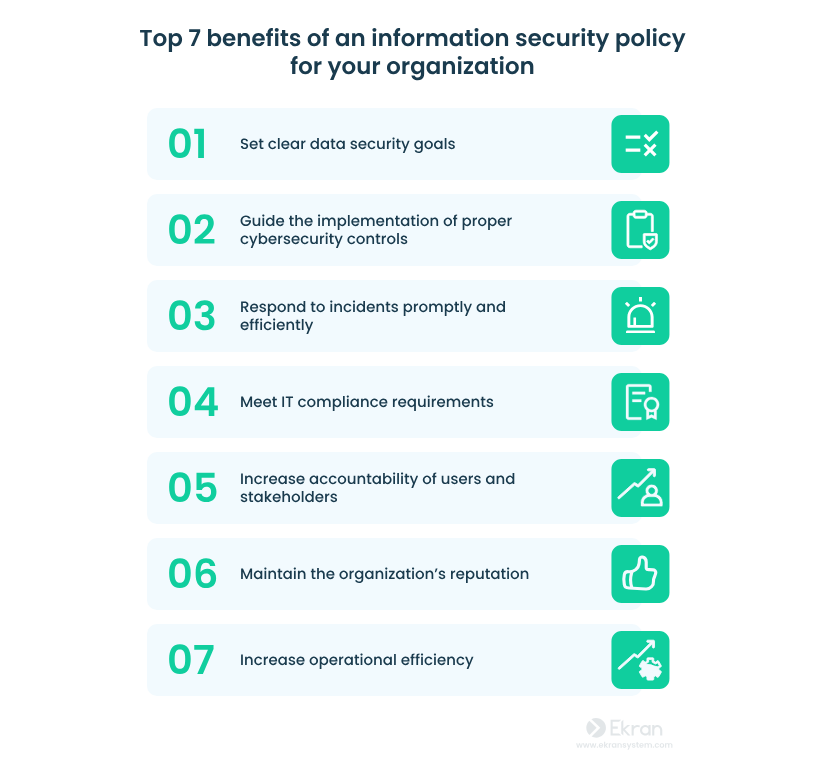 Top 7 benefits of an information security policy
for your organization
01
Set clear data security goals
02
Guide the implementation of proper
cybersecurity controls
03
Respond to incidents promptly and
efficiently
04
Meet IT compliance requirements
05
Increase accountability of users and
stakeholders
06
Maintain the organization’s reputation
07
Increase operational efficiency
Ekran
www.ekransystem.com